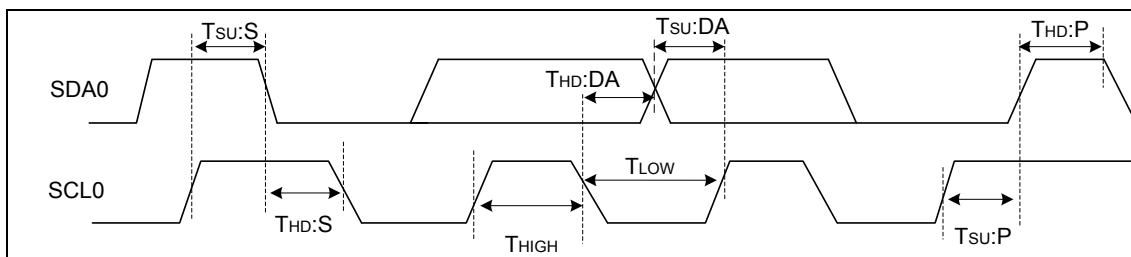 TSU:S
TSU:DA
THD:P
SDA0
THD:DA
SCL0
TLOW
THD:S
THIGH
TSU:P